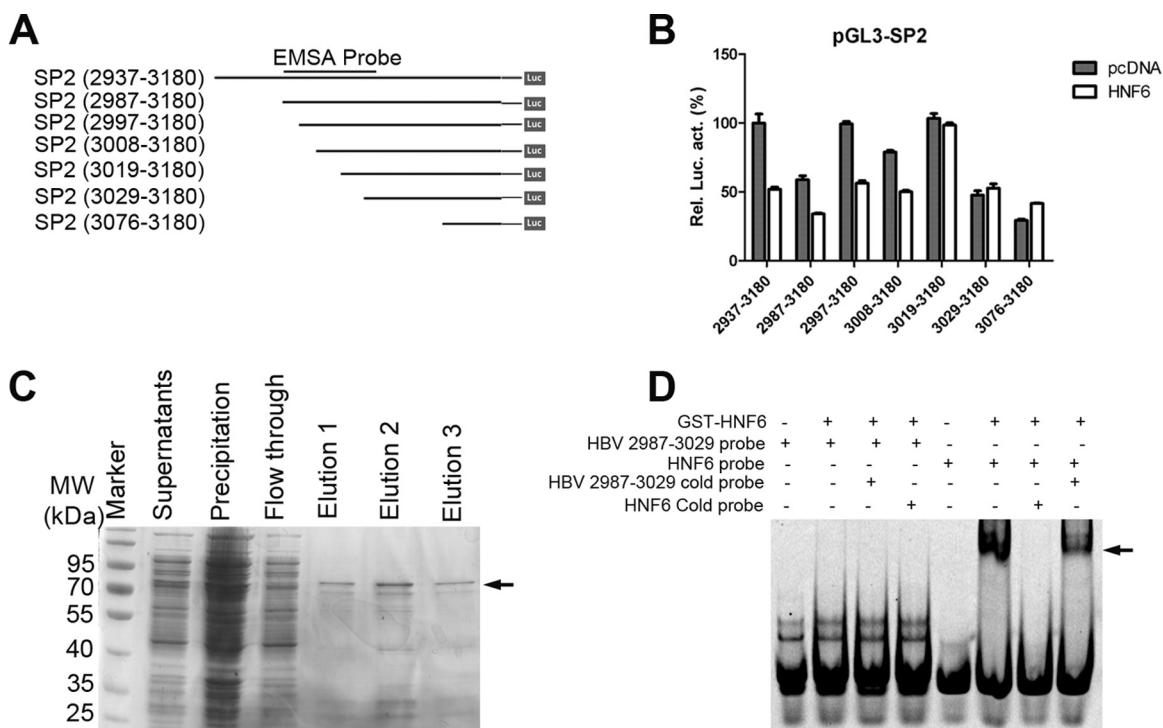 A
EMSA Probe
SP2 (2937-3180)
Luc
SP2 (2987-3180)
Luc
SP2 (2997-3180)
Luc
SP2 (3008-3180)
Luc
SP2 (3019-3180)
Luc
SP2 (3029-3180)
Luc
SP2 (3076-3180)
Luc
B
pGL3-SP2
pcDNA
HNF6
Rel. Luc. act. (%)
150
100
50
0
2937-3180
2987-3180
2997-3180
3008-3180
3019-3180
3029-3180
3076-3180
C
MW
(kDa)
Marker
Supernatants
Precipitation
Flow through
Elution 1
Elution 2
Elution 3
95
70
55
40
35
25
D
GST-HNF6 - + + + - + + +
HBV 2987-3029 probe + + + + - - - -
HNF6 probe - - - - + + + +
HBV 2987-3029 cold probe - - + - - - - +
HNF6 Cold probe - - - + - - + -